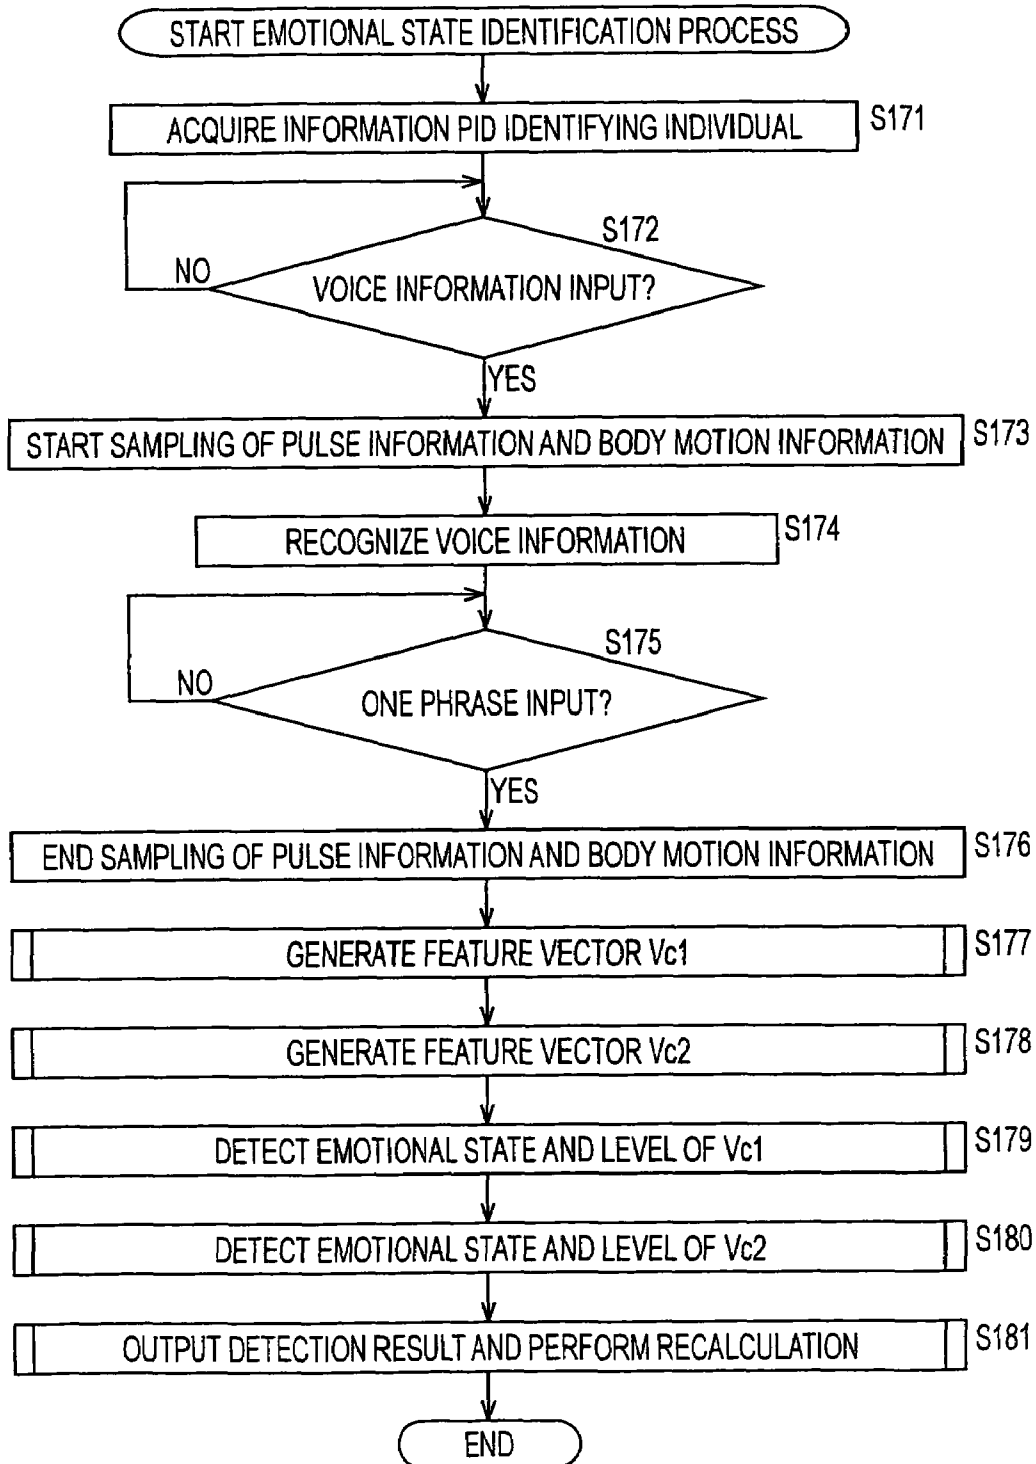 START EMOTIONAL STATE IDENTIFICATION PROCESS
ACQUIRE INFORMATION PID IDENTIFYING INDIVIDUAL
S171
S172
NO
VOICE INFORMATION INPUT?
YES
START SAMPLING OF PULSE INFORMATION AND BODY MOTION INFORMATION
S173
RECOGNIZE VOICE INFORMATION
S174
S175
NO
ONE PHRASE INPUT?
YES
END SAMPLING OF PULSE INFORMATION AND BODY MOTION INFORMATION
S176
GENERATE FEATURE VECTOR Vc1
S177
GENERATE FEATURE VECTOR Vc2
S178
DETECT EMOTIONAL STATE AND LEVEL OF Vc1
S179
DETECT EMOTIONAL STATE AND LEVEL OF Vc2
S180
OUTPUT DETECTION RESULT AND PERFORM RECALCULATION
S181
END